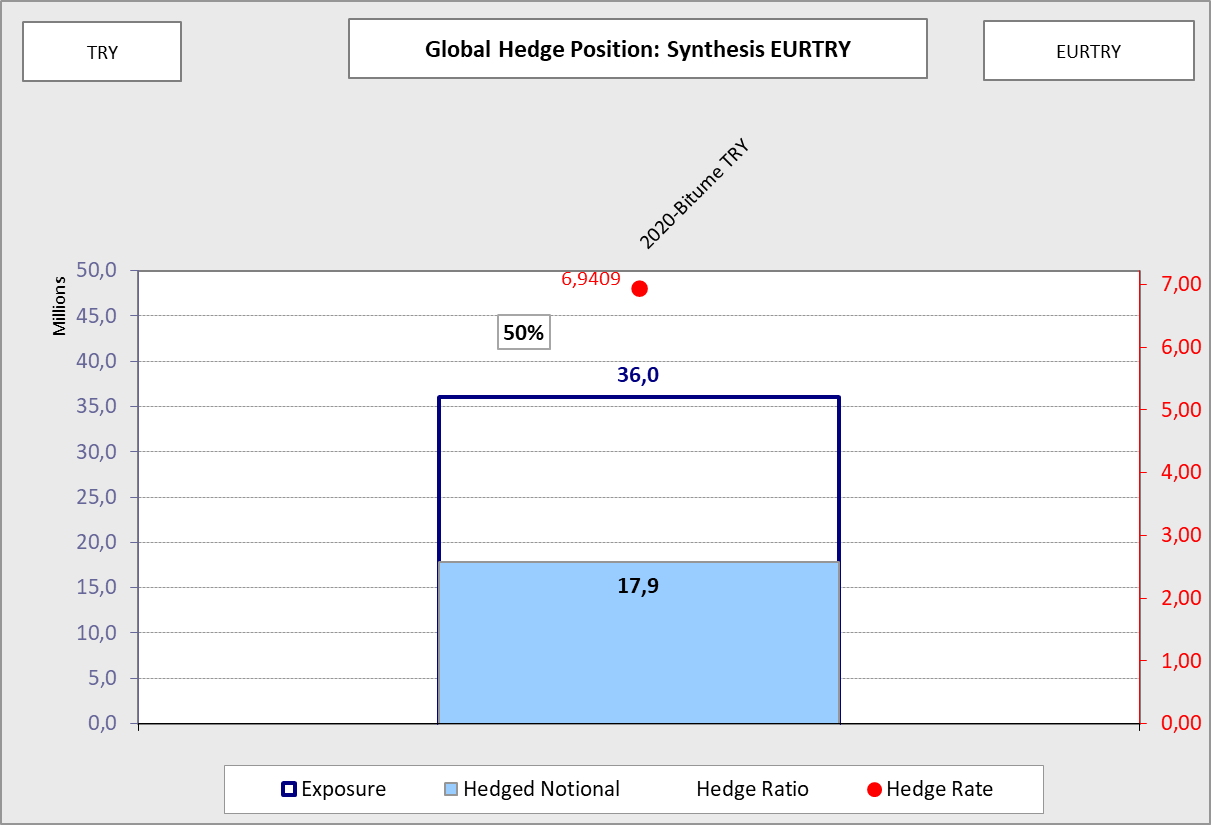 TRY
Global Hedge Position: Synthesis EURTRY
EURTRY
2020-Bitume TRY
Millions
50,0
45,0
40,0
35,0
30,0
25,0
20,0
15,0
10,0
5,0
0,0
6,9409
50%
36,0
17,9
7,00
6,00
5,00
4,00
3,00
2,00
1,00
0,00
Exposure
Hedged Notional
Hedge Ratio
Hedge Rate